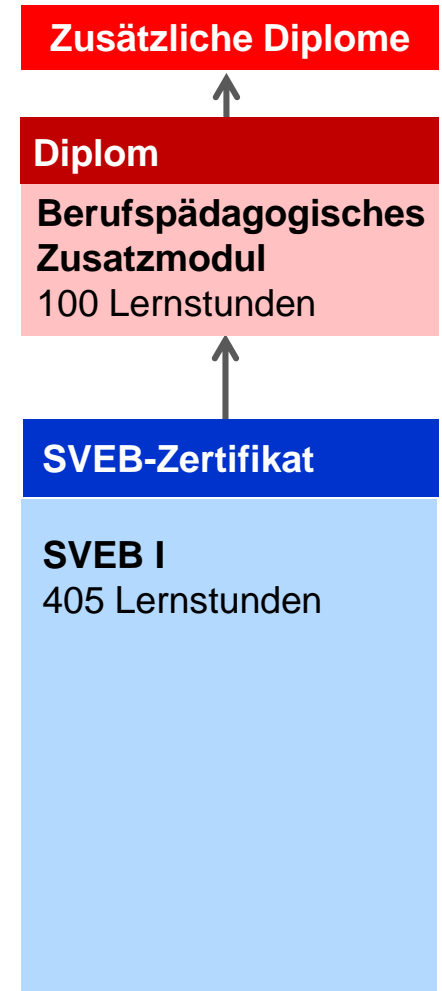 Zusätzliche Diplome
Diplom
Berufspädagogisches
Zusatzmodul
100 Lernstunden
SVEB-Zertifikat
SVEB I
405 Lernstunden